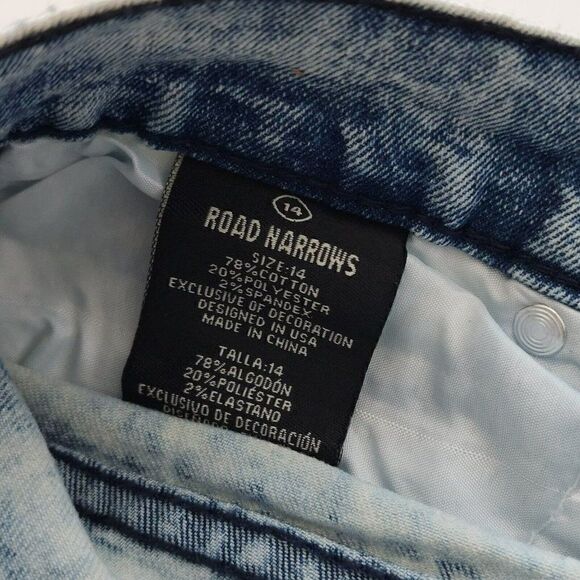 14
ROAD NARROWS
SIZE:14
78%COTTON
20%POLYESTER
2%SPANDEX
EXCLUSIVE OF DECORATION
DESIGNED IN USA
MADE IN CHINA
TALLA:14
78%ALGODÓN
20%POLIÉSTER
2%ELASTANO
EXCLUSIVO DE DECORACIÓN